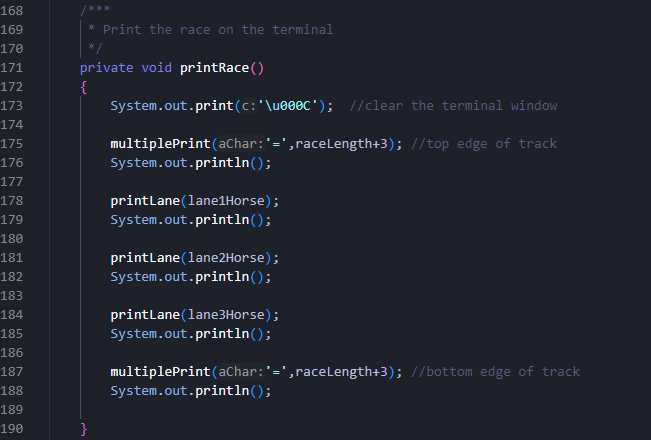 168 /***
169  * Print the race on the terminal
170  */
171 private void printRace()
172 {
173     System.out.print(c:'\u000C');  //clear the terminal window
174
175     multiplePrint(aChar:'=',raceLength+3); //top edge of track
176     System.out.println();
177
178     printLane(lane1Horse);
179     System.out.println();
180
181     printLane(lane2Horse);
182     System.out.println();
183
184     printLane(lane3Horse);
185     System.out.println();
186
187     multiplePrint(aChar:'=',raceLength+3); //bottom edge of track
188     System.out.println();
189
190 }